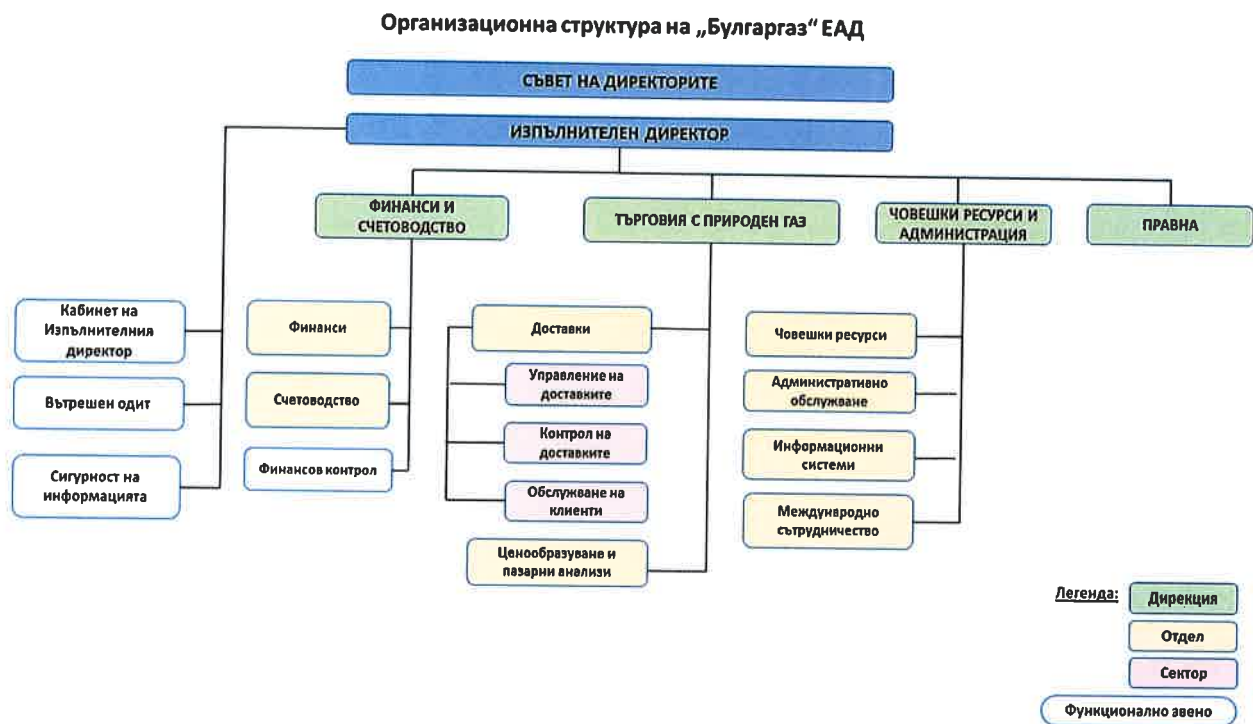 Организационна структура на „Булгаргаз“ ЕАД
СЪВЕТ НА ДИРЕКТОРИТЕ
ИЗПЪЛНИТЕЛЕН ДИРЕКТОР
ФИНАНСИ И
СЧЕТОВОДСТВО
ТЪРГОВИЯ С ПРИРОДЕН ГАЗ
ЧОВЕШКИ РЕСУРСИ И
АДМИНИСТРАЦИЯ
ПРАВНА
Кабинет на
Изпълнителния
директор
Вътрешен одит
Сигурност на
информацията
Финанси
Счетоводство
Финансов контрол
Доставки
Управление на
доставките
Контрол на
доставките
Обслужване на
клиенти
Ценообразуване и
пазарни анализи
Човешки ресурси
Административно
обслужване
Информационни
системи
Международно
сътрудничество
Легенда:
Дирекция
Отдел
Сектор
Функционално звено